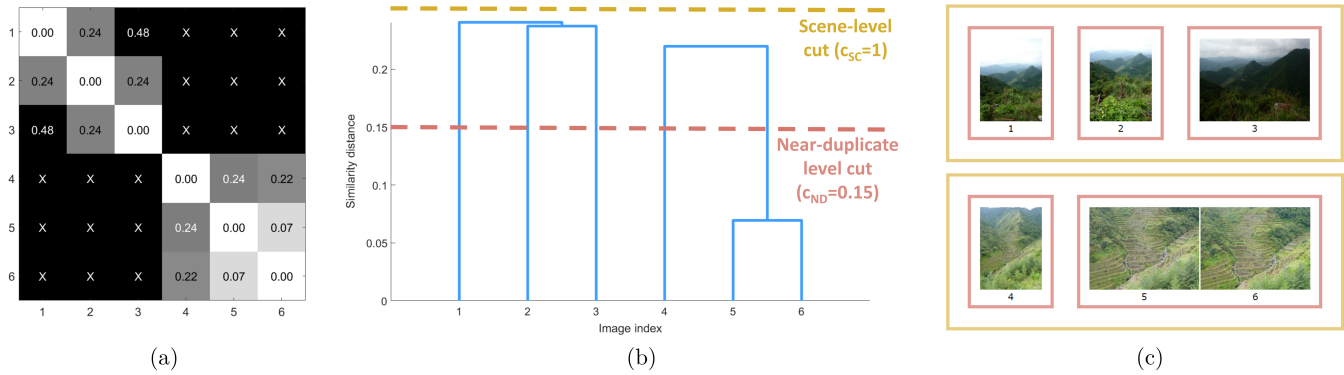 1 0.00 0.24 0.48 X X X
2 0.24 0.00 0.24 X X X
3 0.48 0.24 0.00 X X X
4 X X X 0.00 0.24 0.22
5 X X X 0.24 0.00 0.07
6 X X X 0.22 0.07 0.00
1 2 3 4 5 6
(a)
Scene-level
cut (cSC=1)
0.2
0.15
Near-duplicate
level cut
(cND=0.15)
0.1
0.05
0
Similarity distance
1 2 3 4 5 6
Image index
(b)
1 2 3
4 5 6
(c)